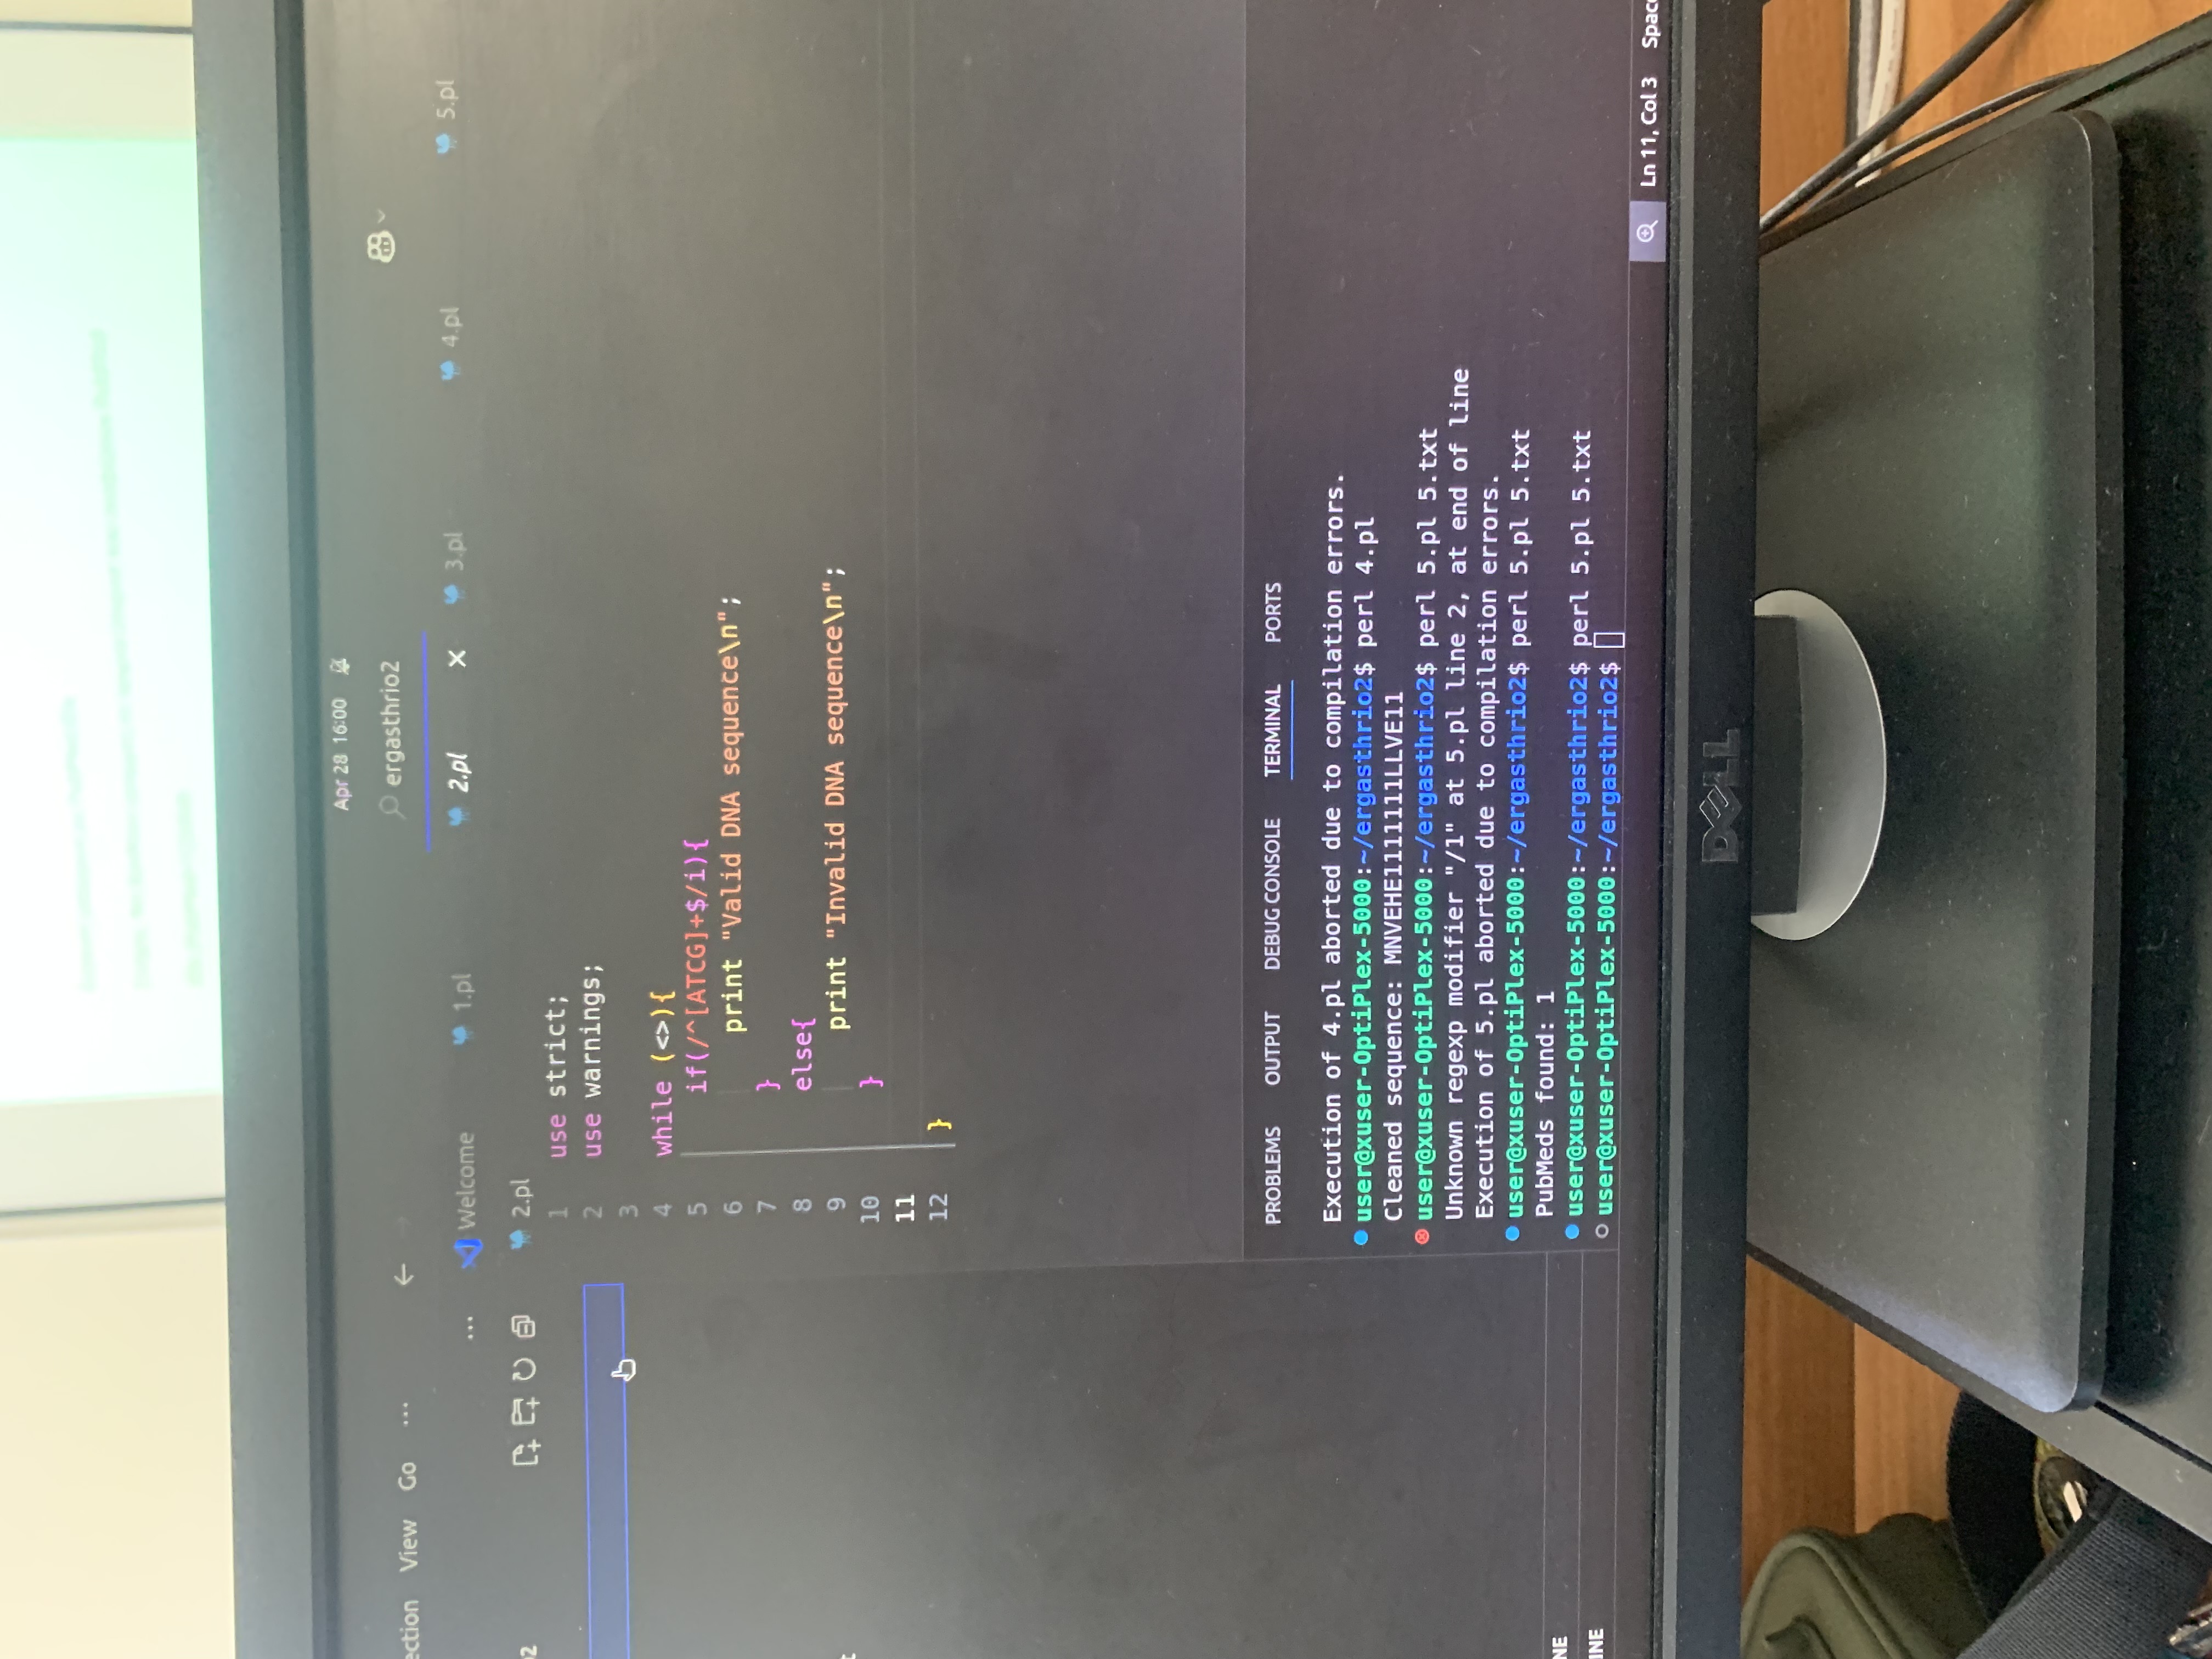 Apr 28 16:00
ection View Go ... ergasthrio2
Welcome 1.pl 2.pl 3.pl 4.pl 5.pl
2.pl
1 use strict;
2 use warnings;
3
4 while (<>){
5 if(/^[ATCG]+$/i){
6 print "Valid DNA sequence\n";
7 }
8 else{
9 print "Invalid DNA sequence\n";
10 }
11
12 }
PROBLEMS OUTPUT DEBUG CONSOLE TERMINAL PORTS
Execution of 4.pl aborted due to compilation errors.
user@xuser-OptiPlex-5000:~/ergasthrio2$ perl 4.pl
Cleaned sequence: MNVEHE1111111LLVE11
user@xuser-OptiPlex-5000:~/ergasthrio2$ perl 5.pl 5.txt
Unknown regexp modifier "/1" at 5.pl line 2, at end of line
Execution of 5.pl aborted due to compilation errors.
user@xuser-OptiPlex-5000:~/ergasthrio2$ perl 5.pl 5.txt
PubMeds found: 1
user@xuser-OptiPlex-5000:~/ergasthrio2$ perl 5.pl 5.txt
user@xuser-OptiPlex-5000:~/ergasthrio2$
NE
INE
Ln 11, Col 3 Spac
DELL